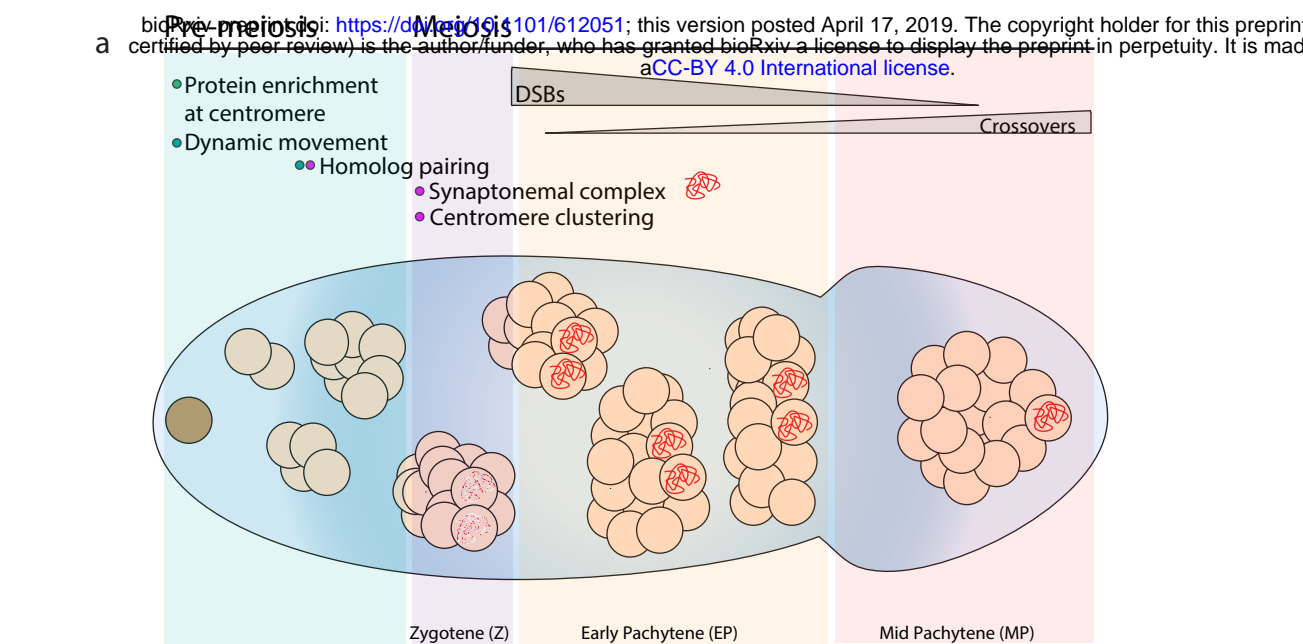 bioRxiv preprint doi: https://doi.org/10.1101/612051; this version posted April 17, 2019. The copyright holder for this preprin
Pre-meiosis Meiosis
a certified by peer review) is the author/funder, who has granted bioRxiv a license to display the preprint in perpetuity. It is mad
aCC-BY 4.0 International license.
Protein enrichment
at centromere
DSBs
Crossovers
Dynamic movement
Homolog pairing
Synaptonemal complex
Centromere clustering
Zygotene (Z) Early Pachytene (EP) Mid Pachytene (MP)